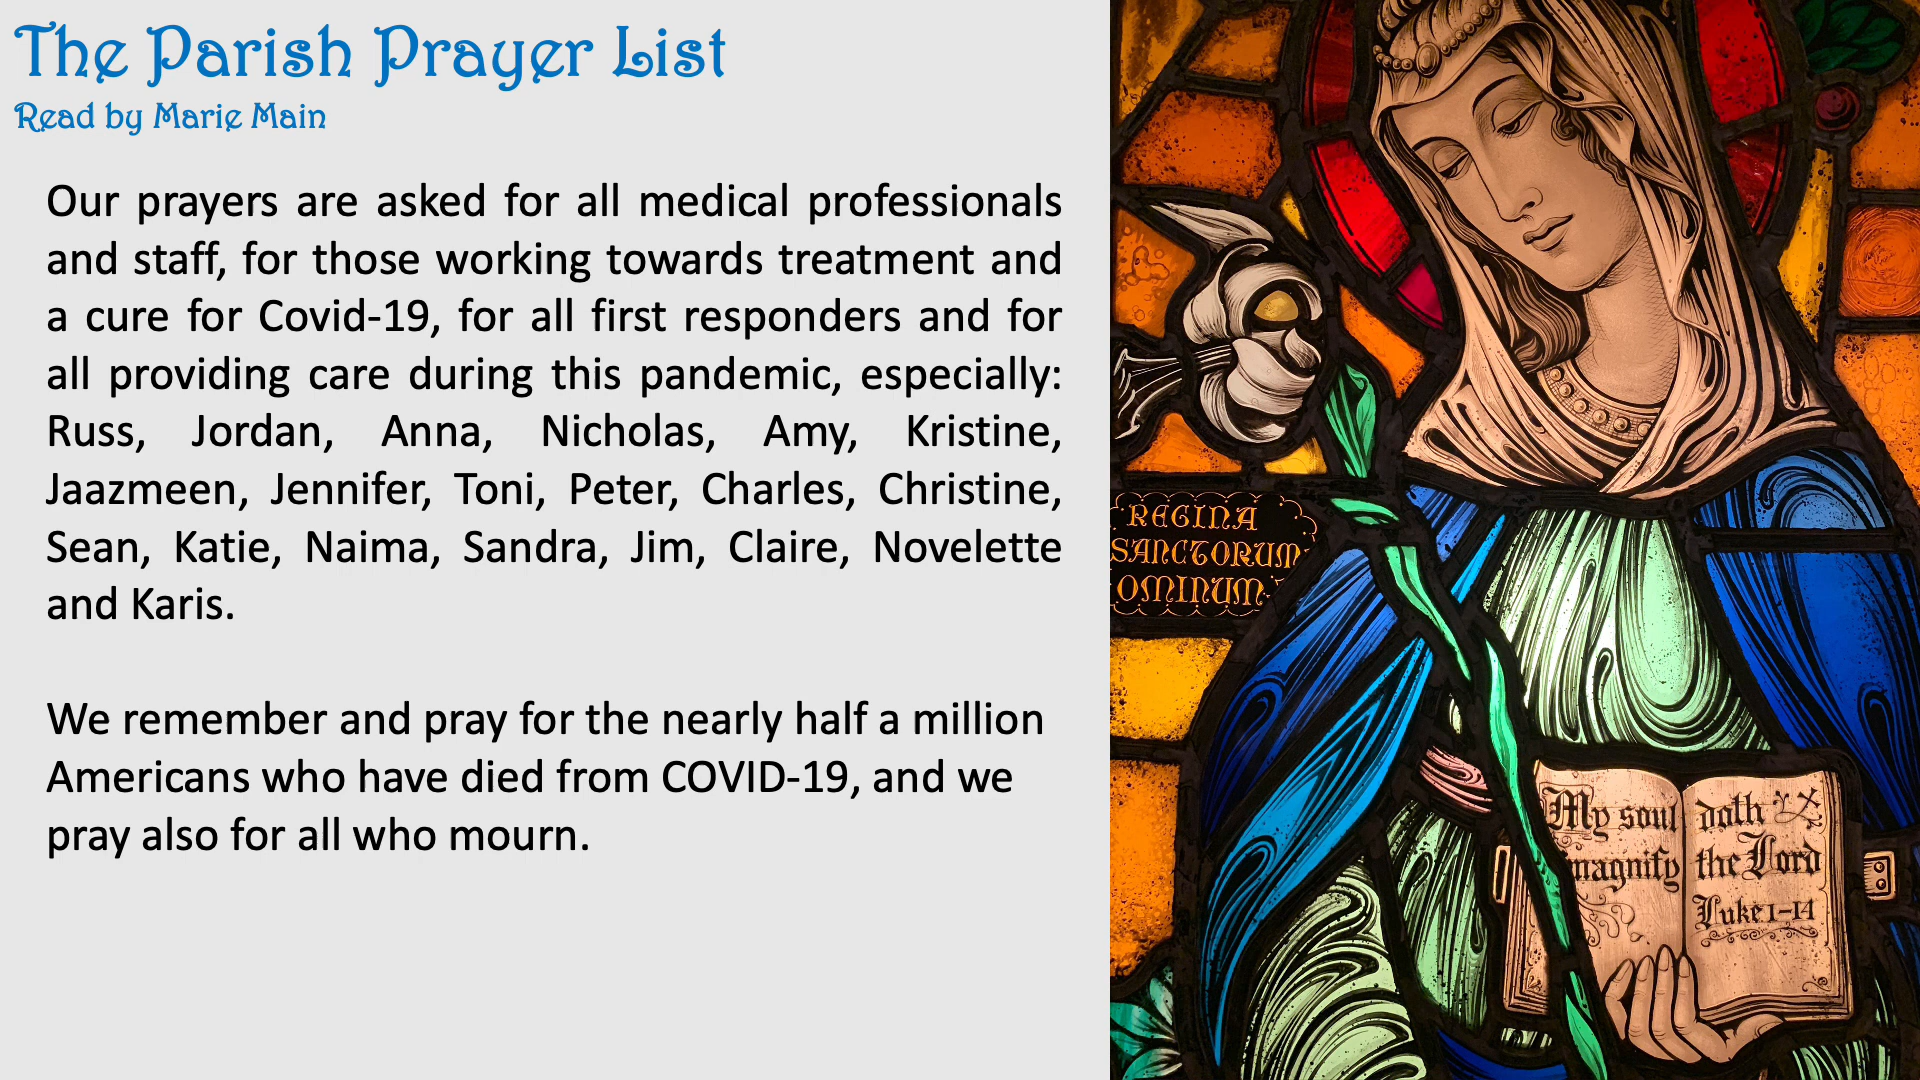 The Parish Prayer List
Read by Marie Main
Our prayers are asked for all medical professionals
and staff, for those working towards treatment and
a cure for Covid-19, for all first responders and for
all providing care during this pandemic, especially:
Russ, Jordan, Anna, Nicholas, Amy, Kristine,
Jaazmeen, Jennifer, Toni, Peter, Charles, Christine,
Sean, Katie, Naima, Sandra, Jim, Claire, Novelette
and Karis.
We remember and pray for the nearly half a million
Americans who have died from COVID-19, and we
pray also for all who mourn.
REGINA
SANCTORUM
OMINUM
My soul
magnify
doth
the Lord
Luke 1-14